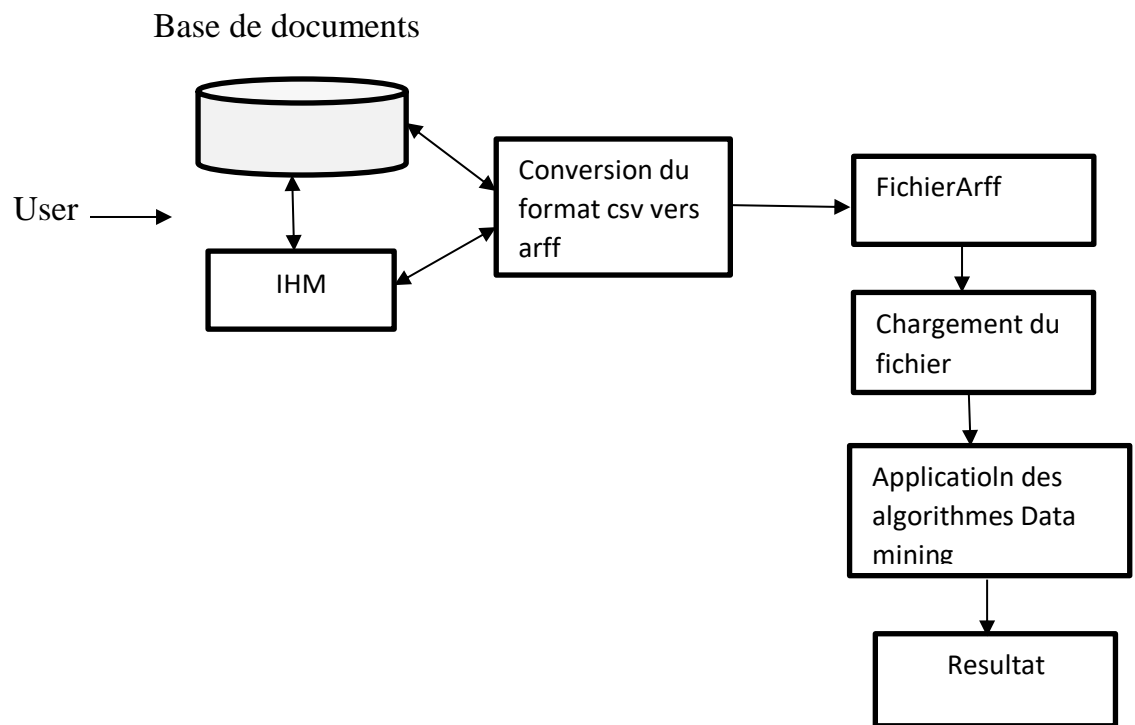 Base de documents
User
IHM
Conversion du
format csv vers
arff
FichierArff
Chargement du
fichier
Applicatioln des
algorithmes Data
mining
Resultat